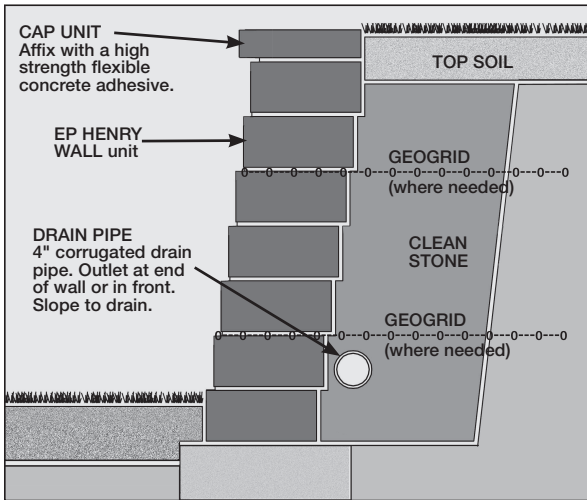 CAP UNIT
Affix with a high
strength flexible
concrete adhesive.
TOP SOIL
EP HENRY
WALL unit
GEOGRID
(where needed)
DRAIN PIPE
4" corrugated drain
pipe. Outlet at end
of wall or in front.
Slope to drain.
CLEAN
STONE
GEOGRID
(where needed)